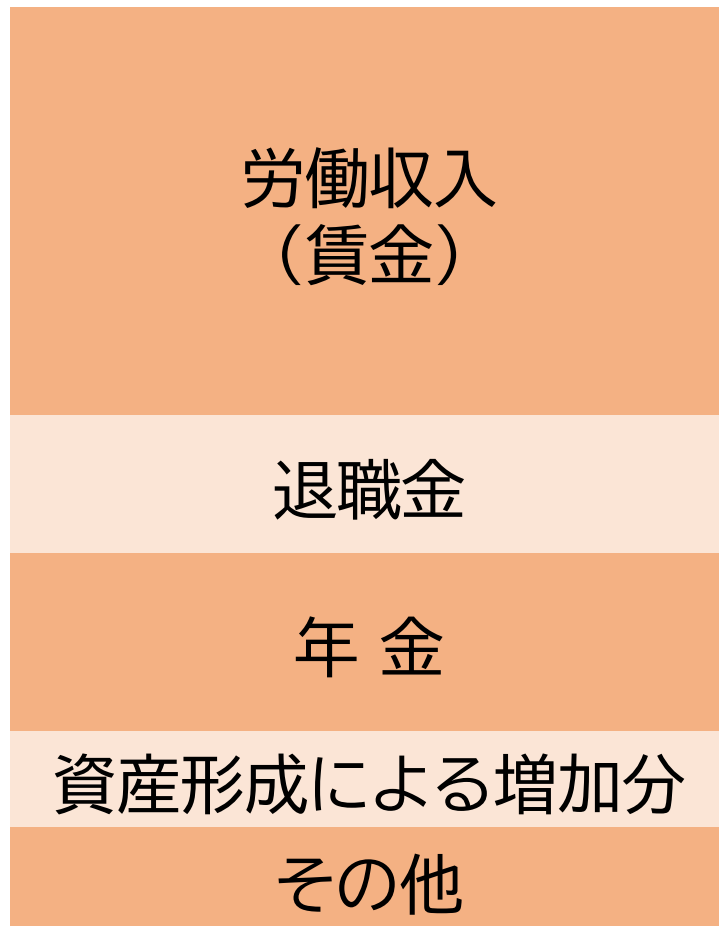 労働収入
（賃金）
退職金
年 金
資産形成による増加分
その他